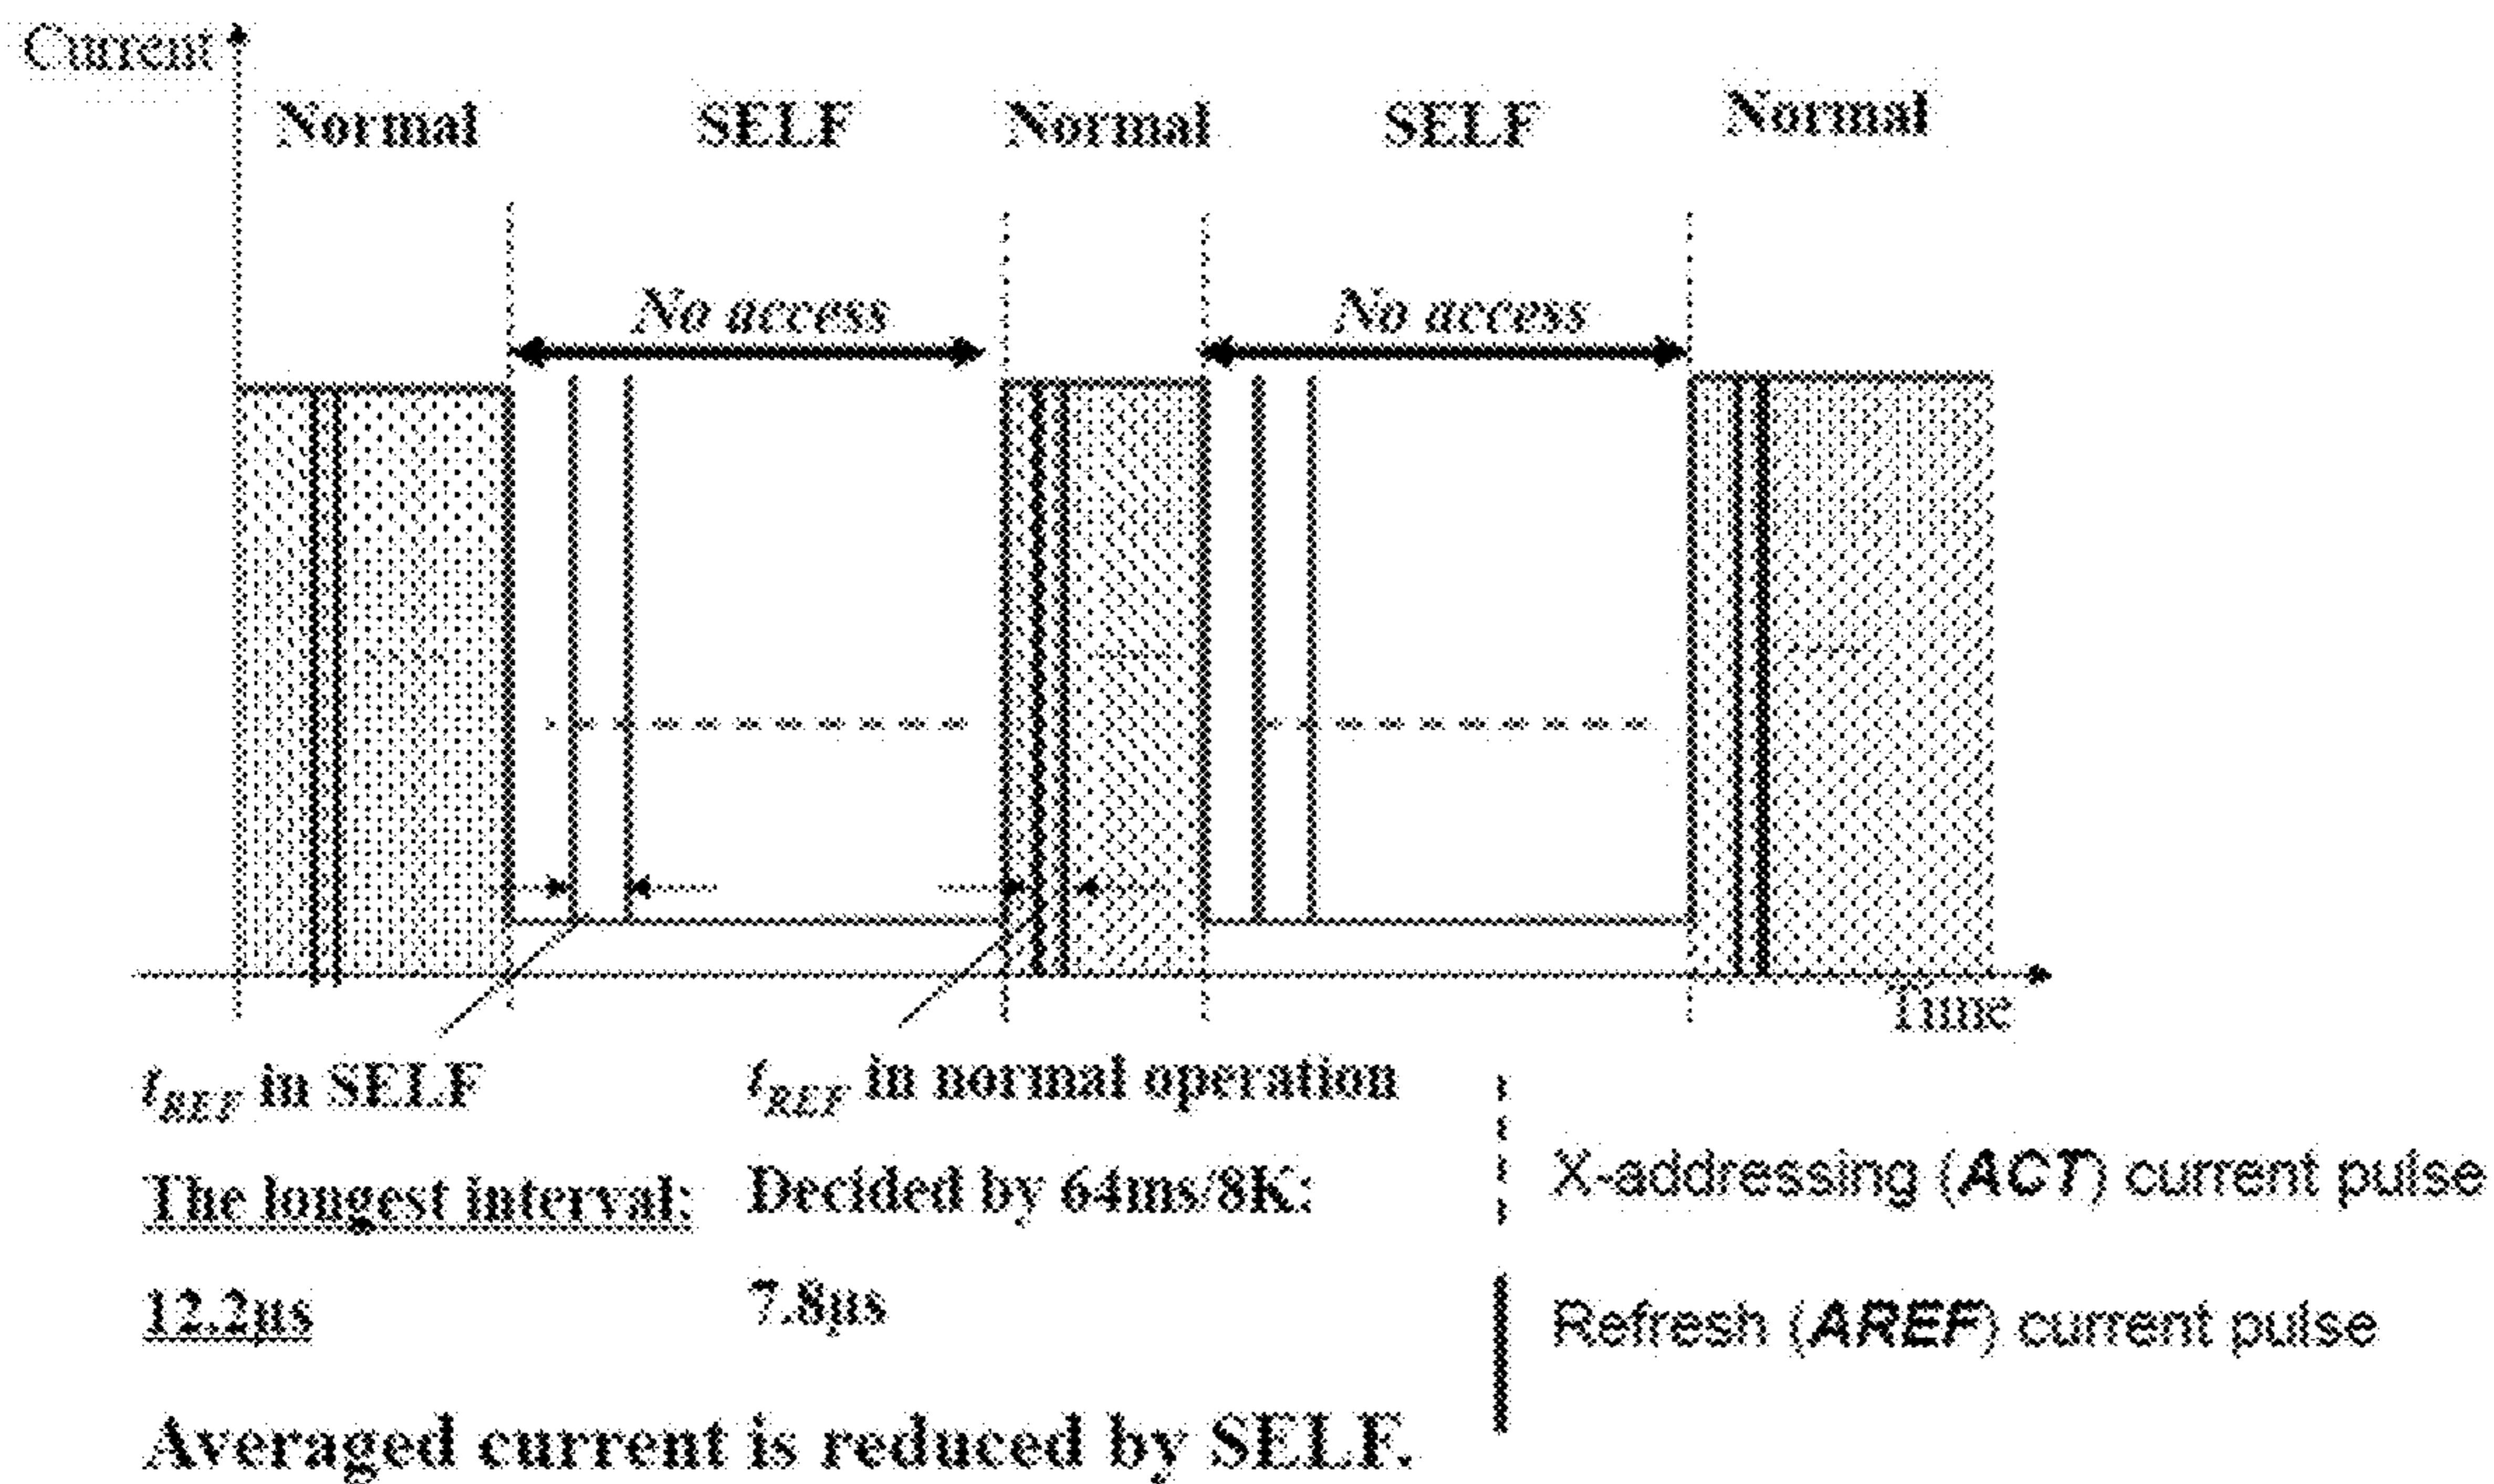 Current
Normal
SELF
Normal
SELF
Normal
No access
No access
Time
tREF in SELF
The longest interval:
12.2μs
tREF in normal operation
Decided by 64ms/8K:
7.8μs
X-addressing (ACT) current pulse
Refresh (AREF) current pulse
Averaged current is reduced by SELF.